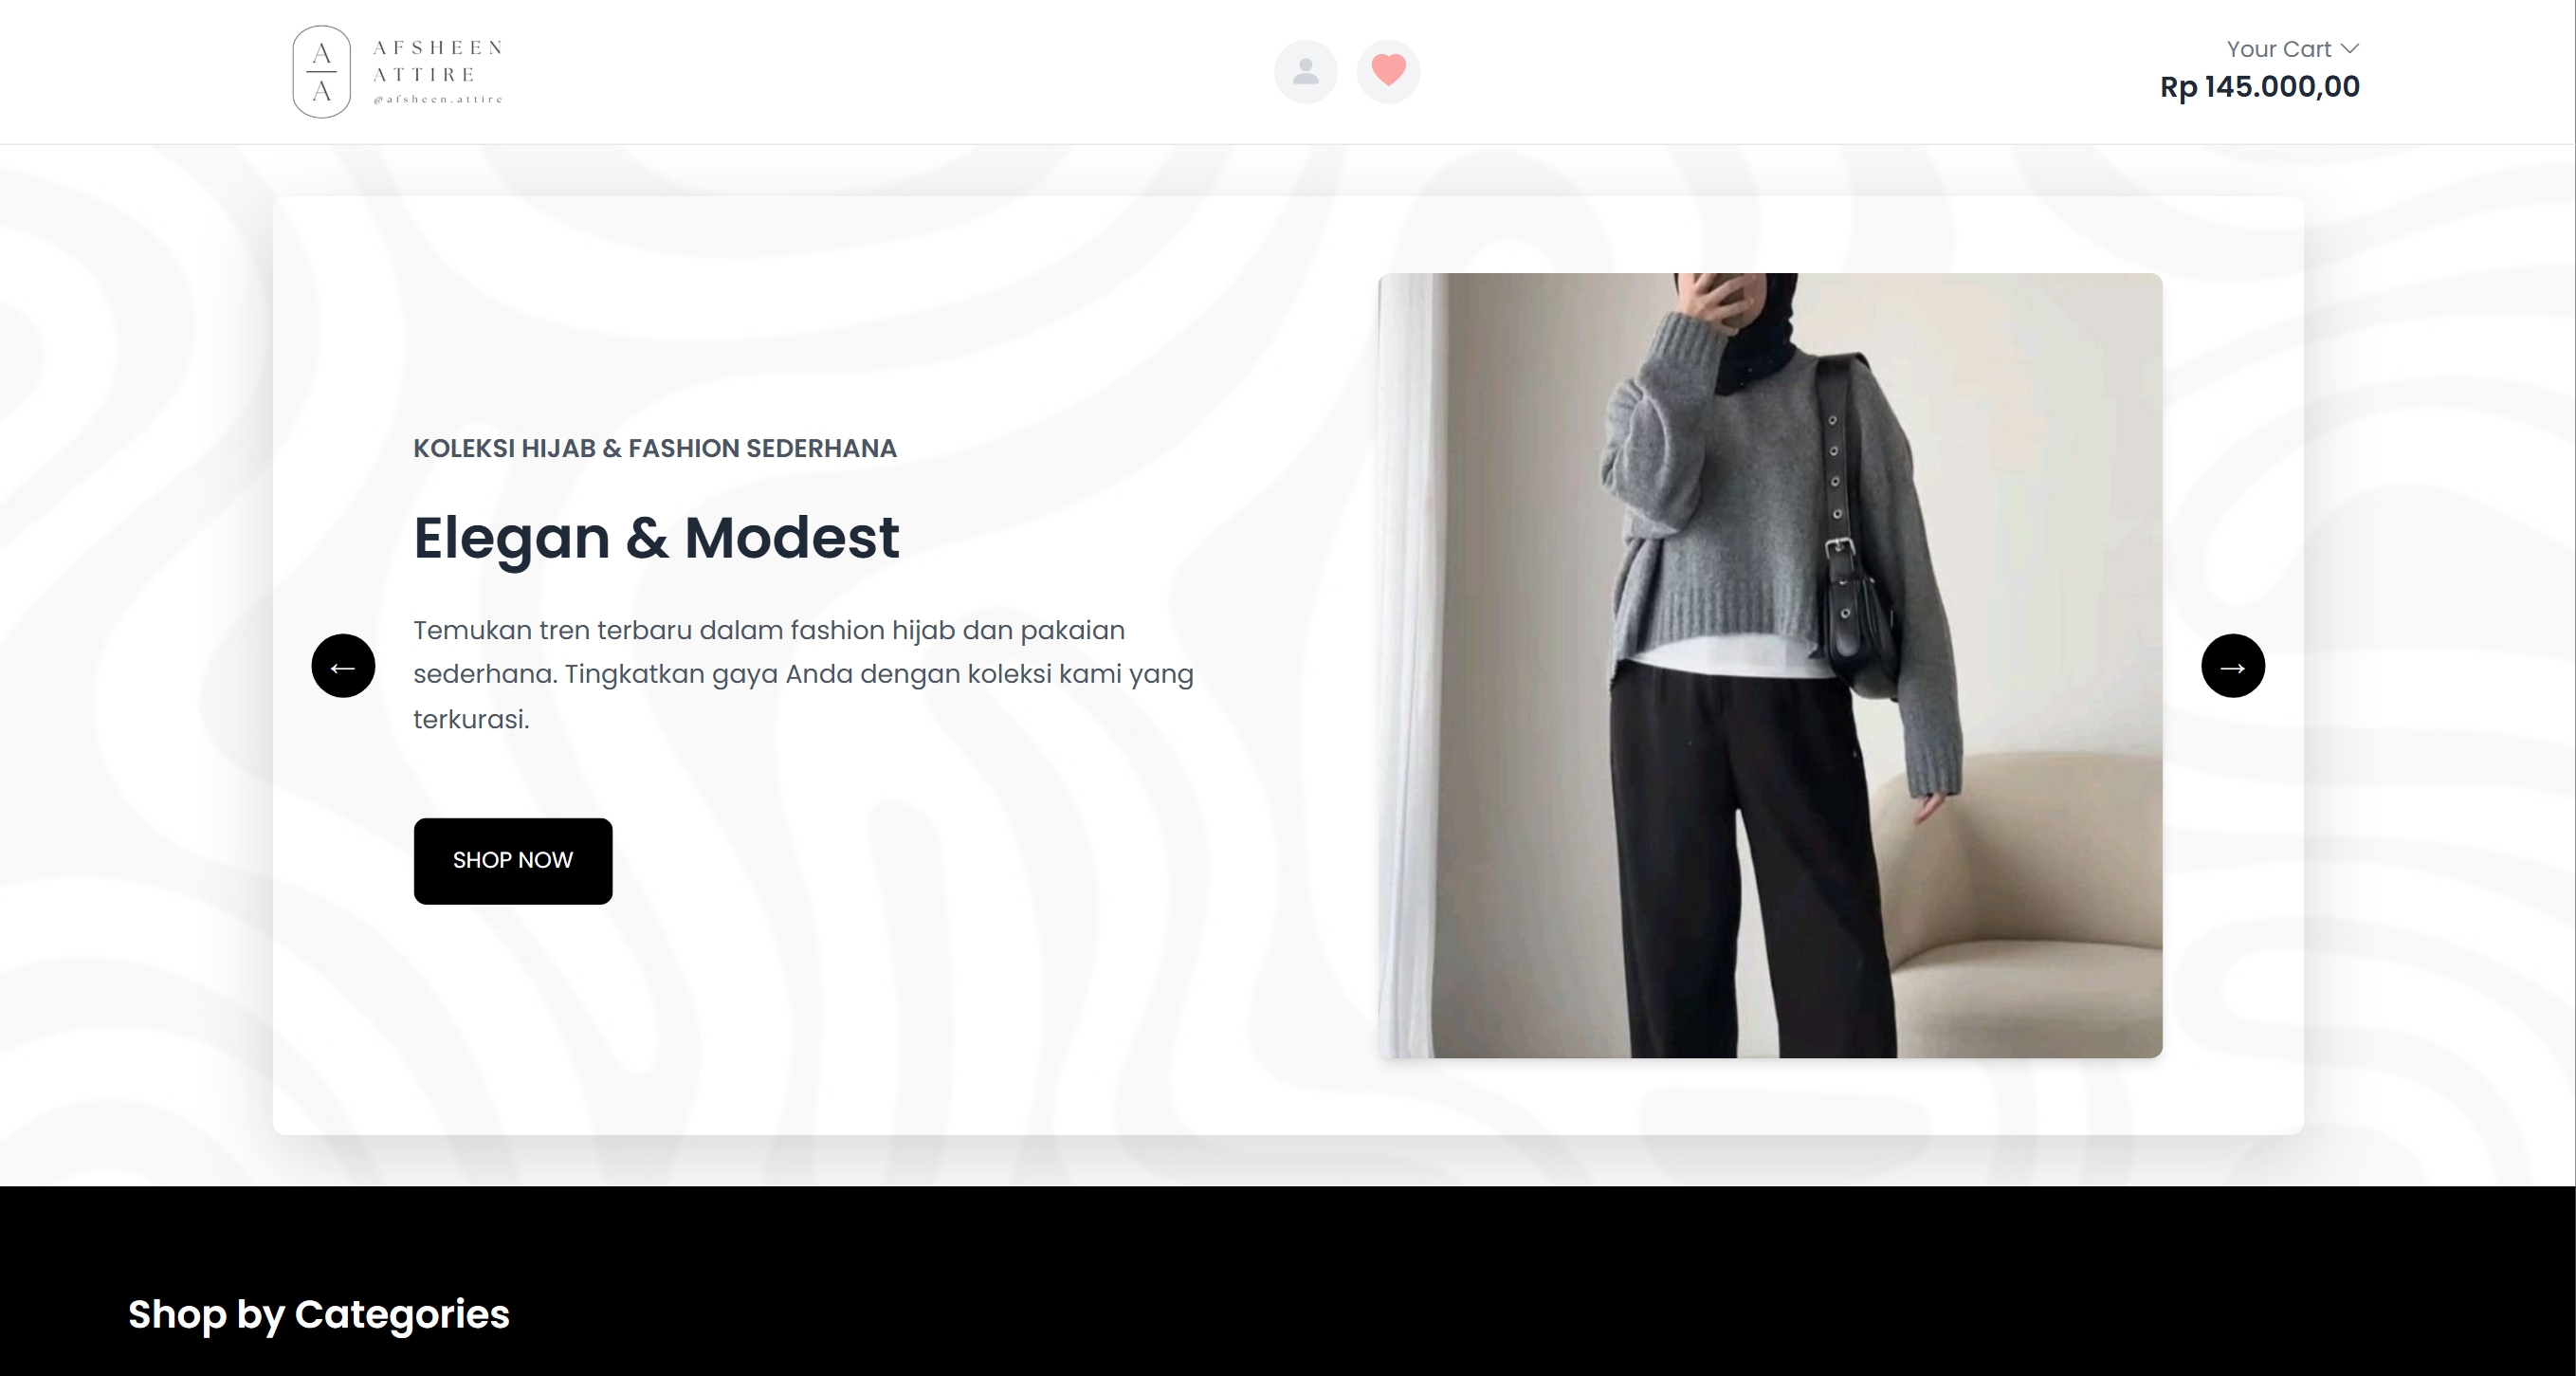 A
A
AFSHEEN
ATTIRE
@afsheen.attire
Your Cart
Rp 145.000,00
KOLEKSI HIJAB & FASHION SEDERHANA
Elegan & Modest
Temukan tren terbaru dalam fashion hijab dan pakaian
sederhana. Tingkatkan gaya Anda dengan koleksi kami yang
terkurasi.
←
→
SHOP NOW
Shop by Categories